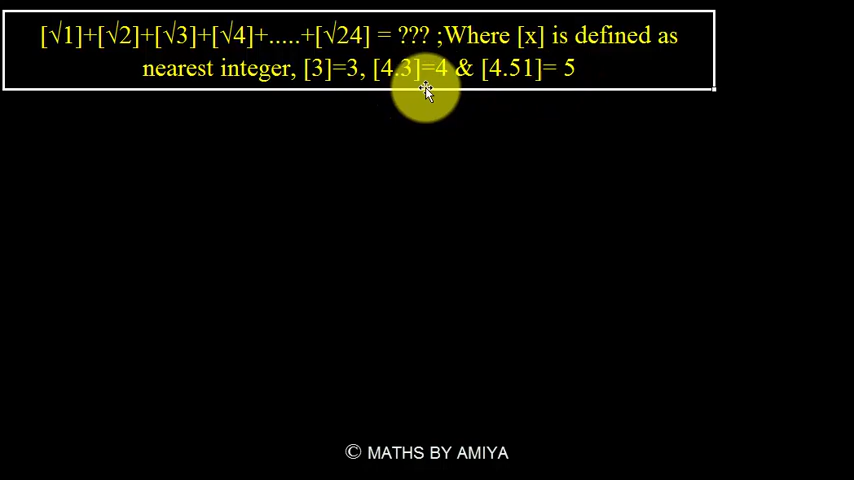 [√1]+[√2]+[√3]+[√4]+.....+[√24] = ??? ;Where [x] is defined as
nearest integer, [3]=3, [4.3]=4 & [4.51]= 5
© MATHS BY AMIYA